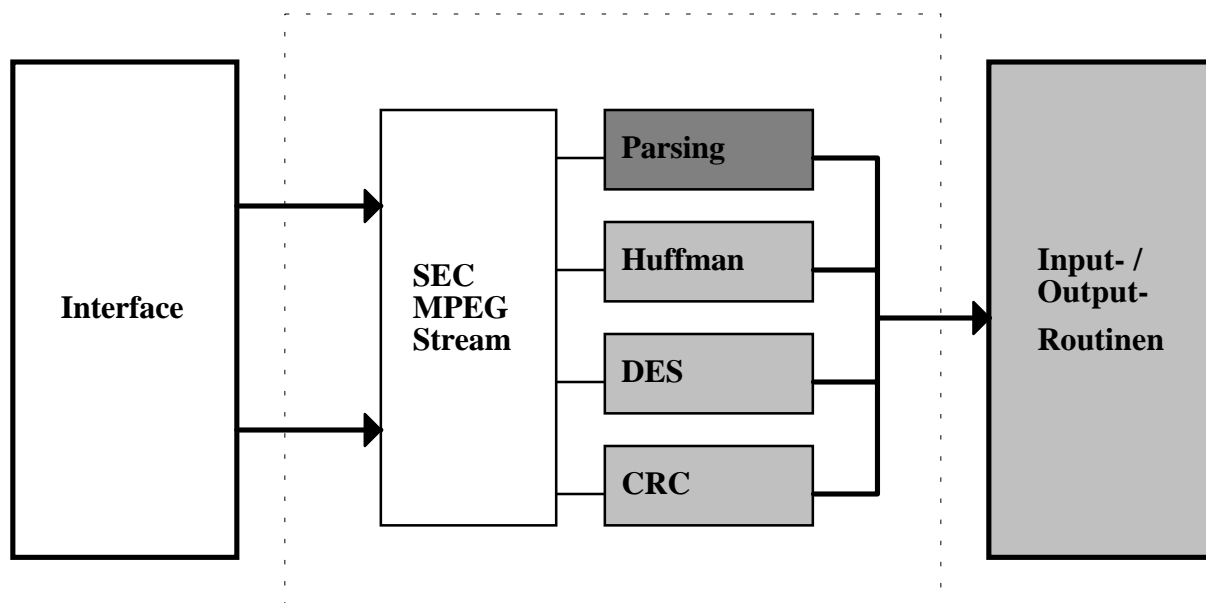 Interface
SEC
MPEG
Stream
Parsing
Huffman
DES
CRC
Input- /
Output-
Routinen